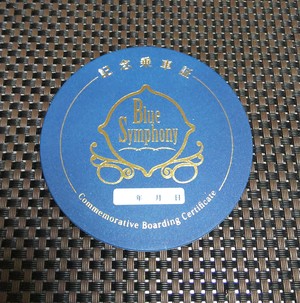 記念乗車証
Blue
Symphony
年 月 日
Commemorative Boarding Certificate